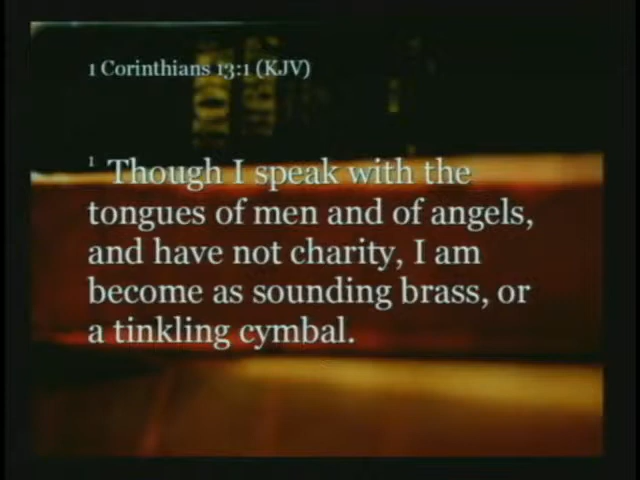 1 Corinthians 13:1 (KJV)
1 Though I speak with the
tongues of men and of angels,
and have not charity, I am
become as sounding brass, or
a tinkling cymbal.